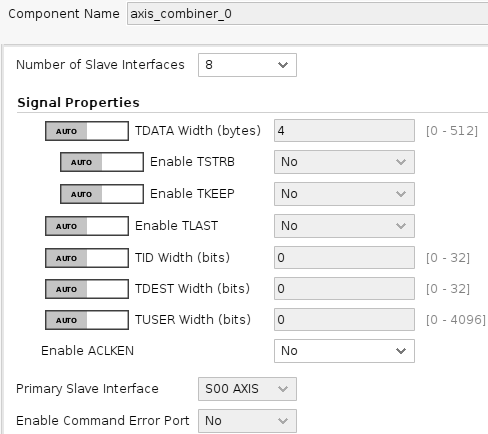 Component Name axis_combiner_0
Number of Slave Interfaces 8
Signal Properties
AUTO TDATA Width (bytes) 4 [0 - 512]
AUTO Enable TSTRB No
AUTO Enable TKEEP No
AUTO Enable TLAST No
AUTO TID Width (bits) 0 [0 - 32]
AUTO TDEST Width (bits) 0 [0 - 32]
AUTO TUSER Width (bits) 0 [0 - 4096]
Enable ACLKEN No
Primary Slave Interface S00 AXIS
Enable Command Error Port No